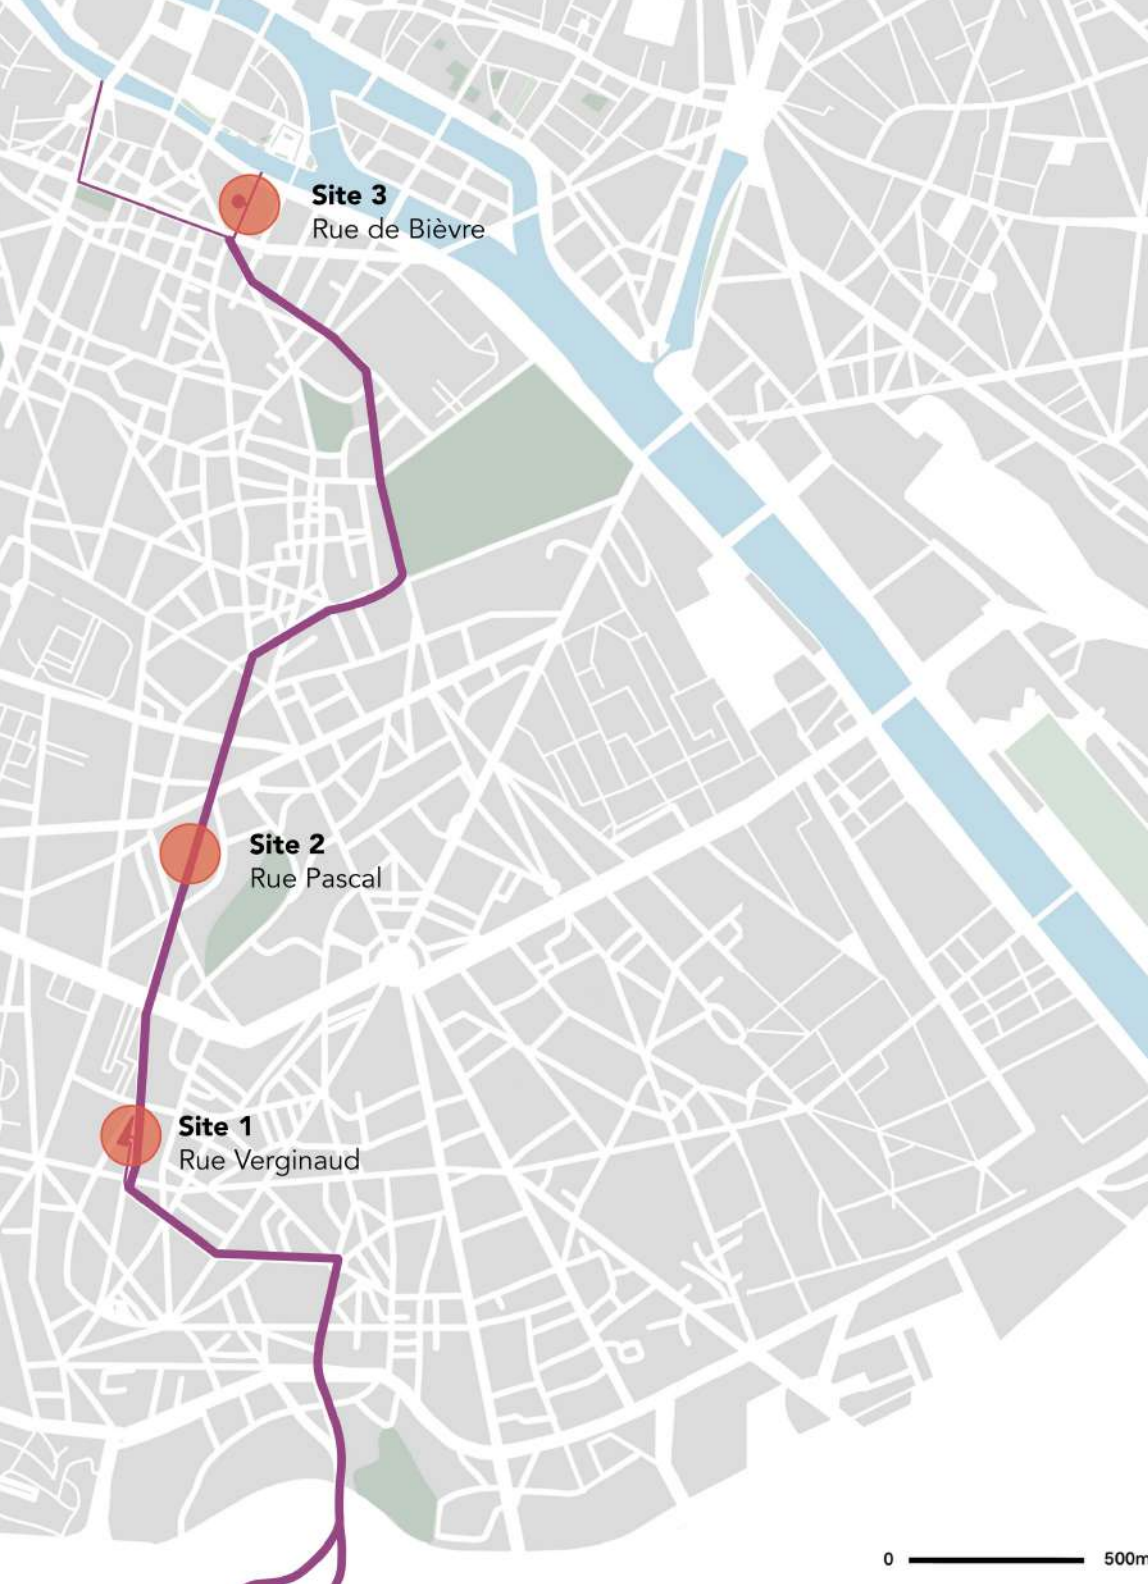 Site 3
Rue de Bièvre
Site 2
Rue Pascal
Site 1
Rue Verginaud
0 500m